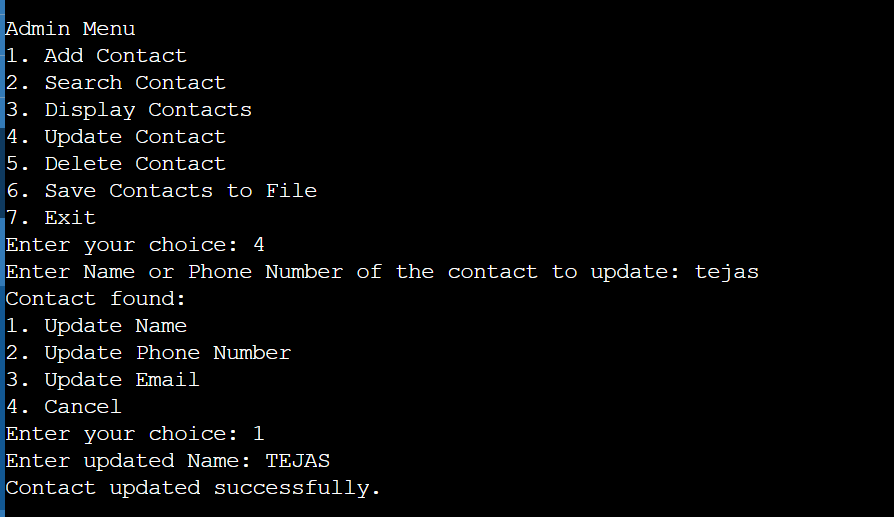 Admin Menu
1. Add Contact
2. Search Contact
3. Display Contacts
4. Update Contact
5. Delete Contact
6. Save Contacts to File
7. Exit
Enter your choice: 4
Enter Name or Phone Number of the contact to update: tejas
Contact found:
1. Update Name
2. Update Phone Number
3. Update Email
4. Cancel
Enter your choice: 1
Enter updated Name: TEJAS
Contact updated successfully.